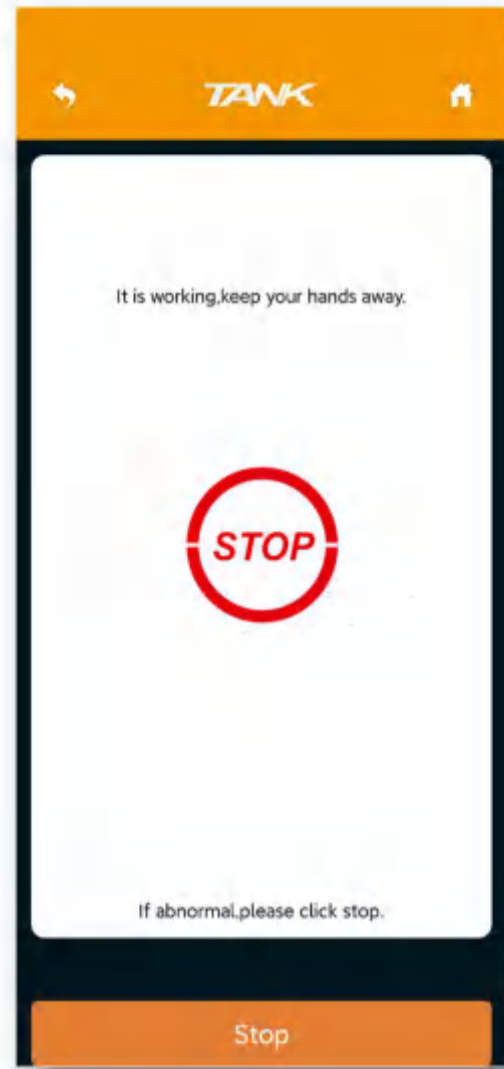 TANK
It is working,keep your hands away.
STOP
If abnormal,please click stop.
Stop